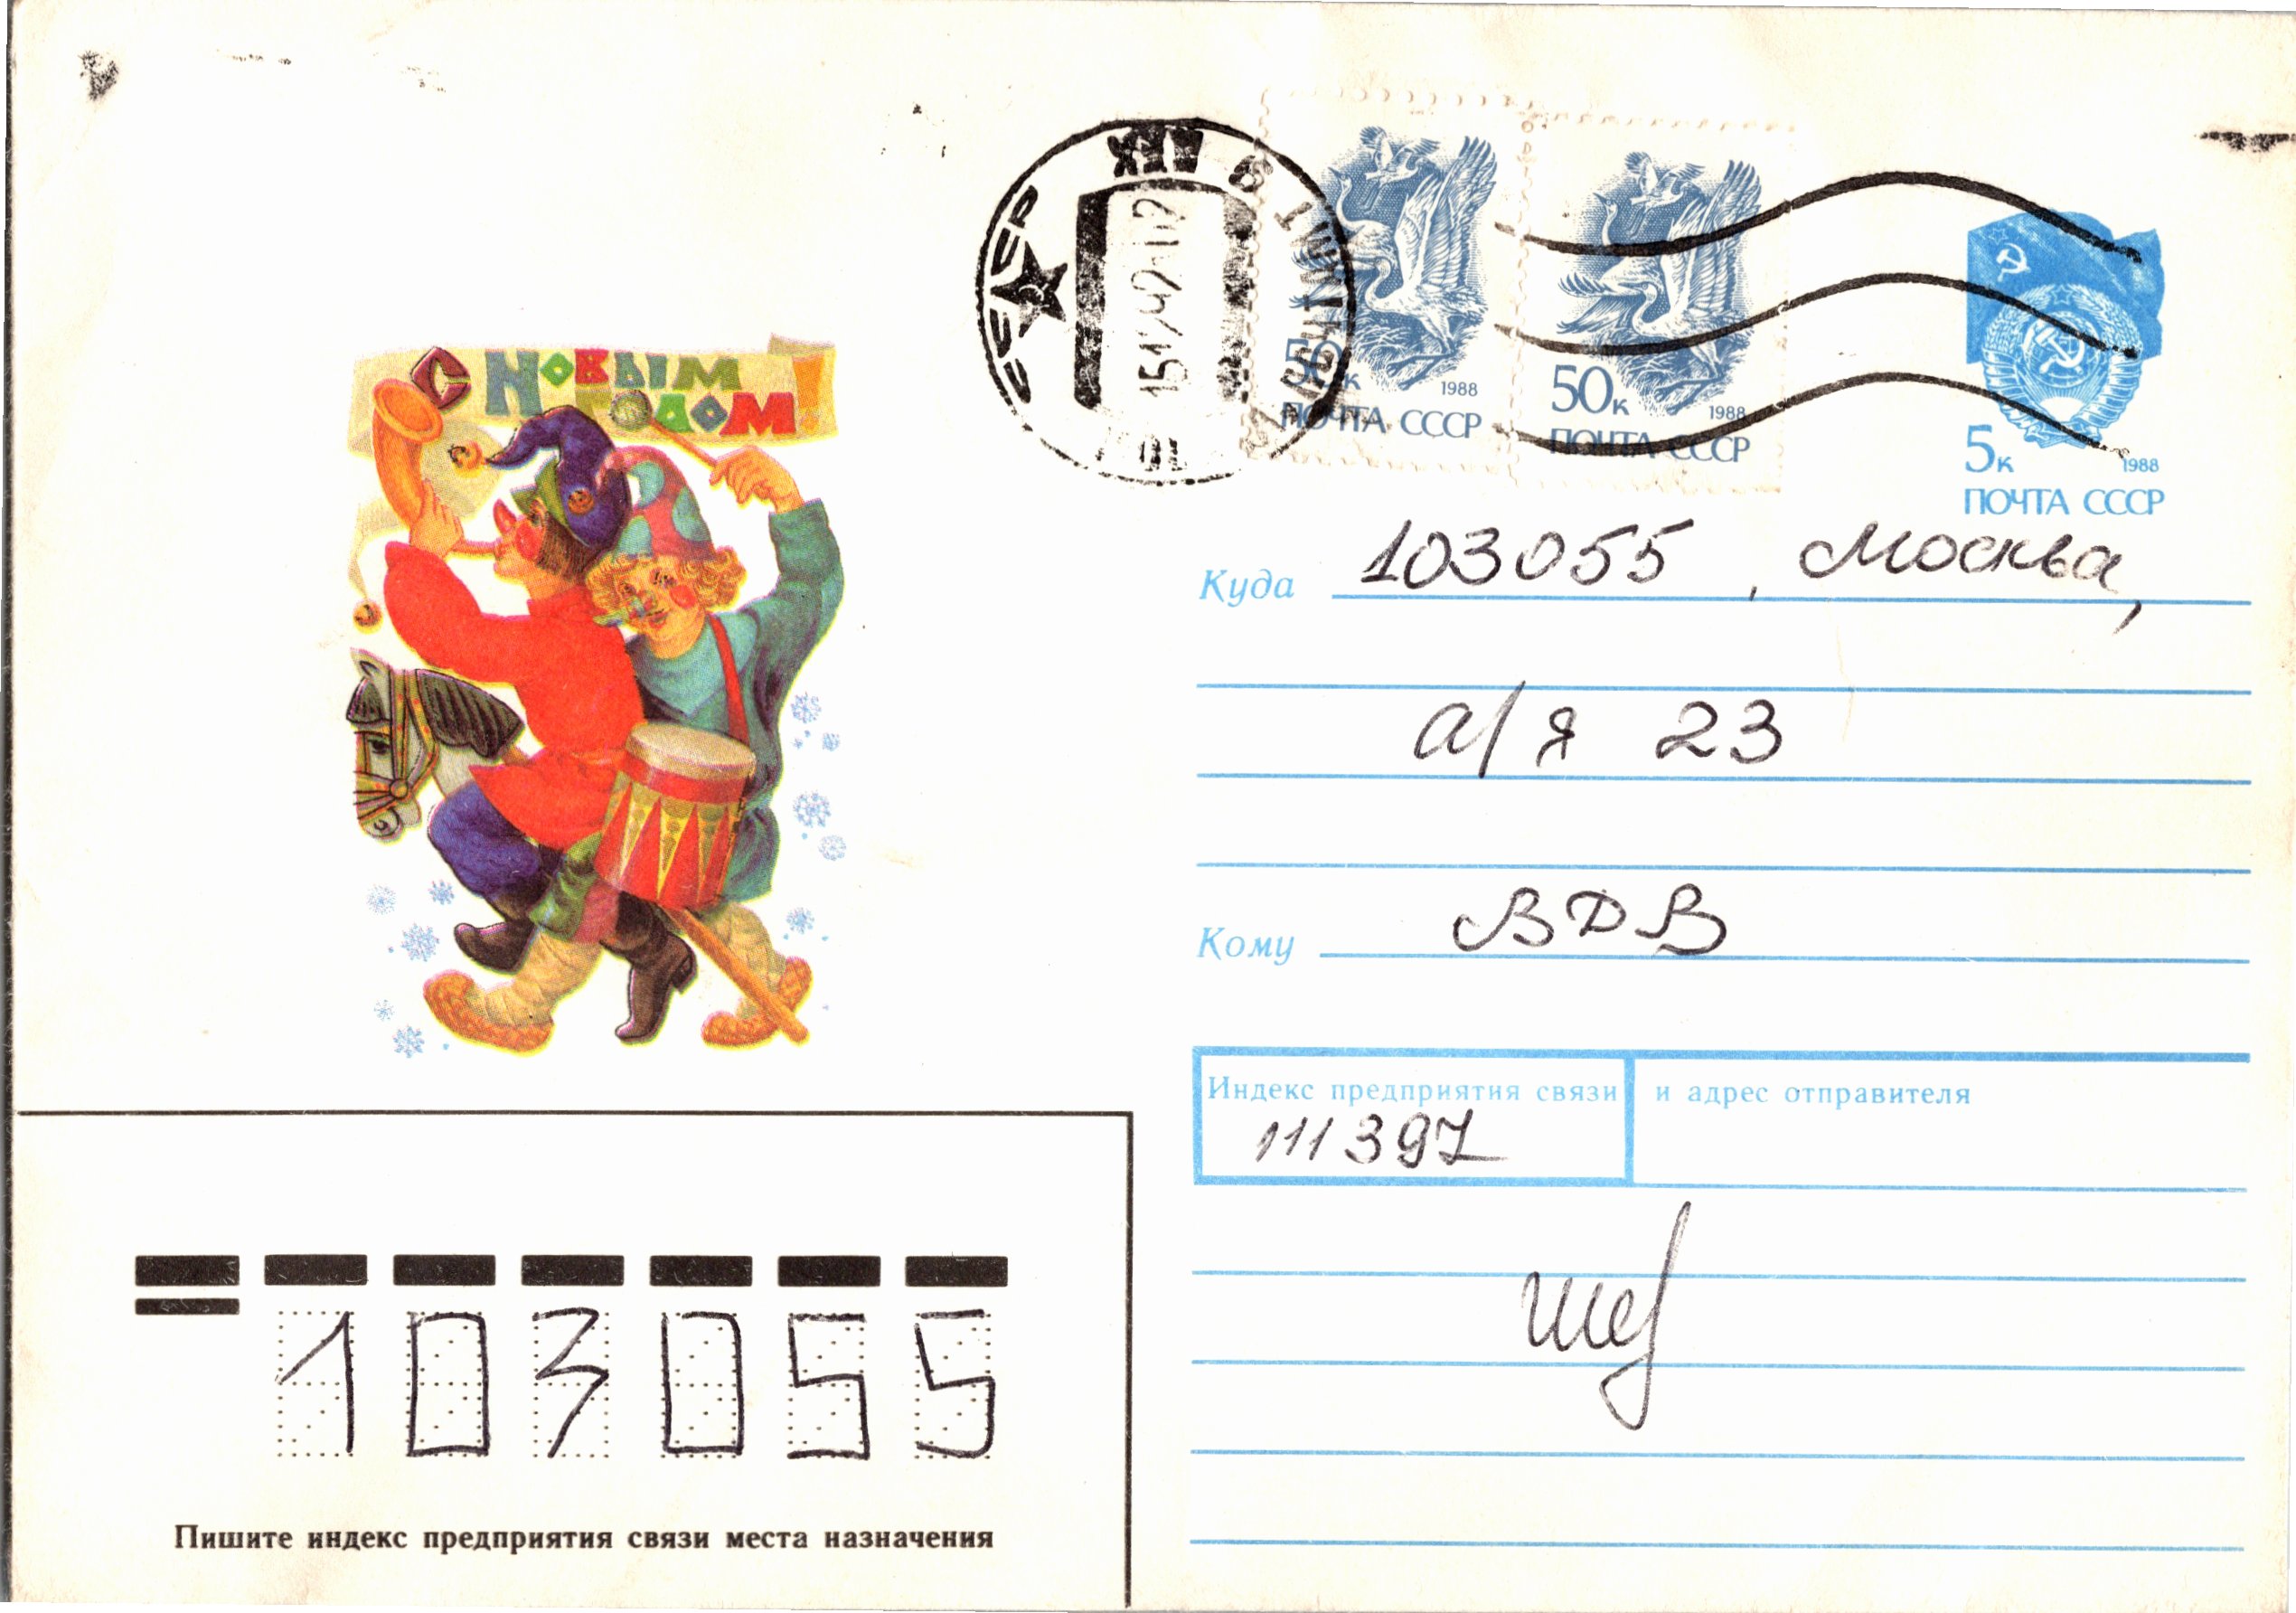 С НОВЫМ
ГОДОМ!
СССР
50к
1988
ПОЧТА СССР
50к
1988
ПОЧТА СССР
5к
1988
ПОЧТА СССР
Куда 103055, Москва,
а/я 23
Кому ВДВ
Индекс предприятия связи и адрес отправителя
111397
103055
Пишите индекс предприятия связи места назначения